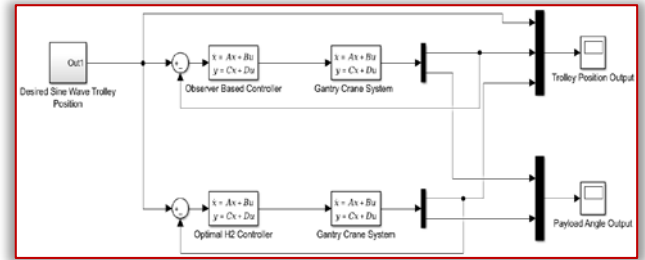 Out1
Desired Sine Wave Trolley
Position
+
-
ẋ = Ax + Bu
y = Cx + Du
Observer Based Controller
ẋ = Ax + Bu
y = Cx + Du
Gantry Crane System
Trolley Position Output
+
-
ẋ = Ax + Bu
y = Cx + Du
Optimal H2 Controller
ẋ = Ax + Bu
y = Cx + Du
Gantry Crane System
Payload Angle Output